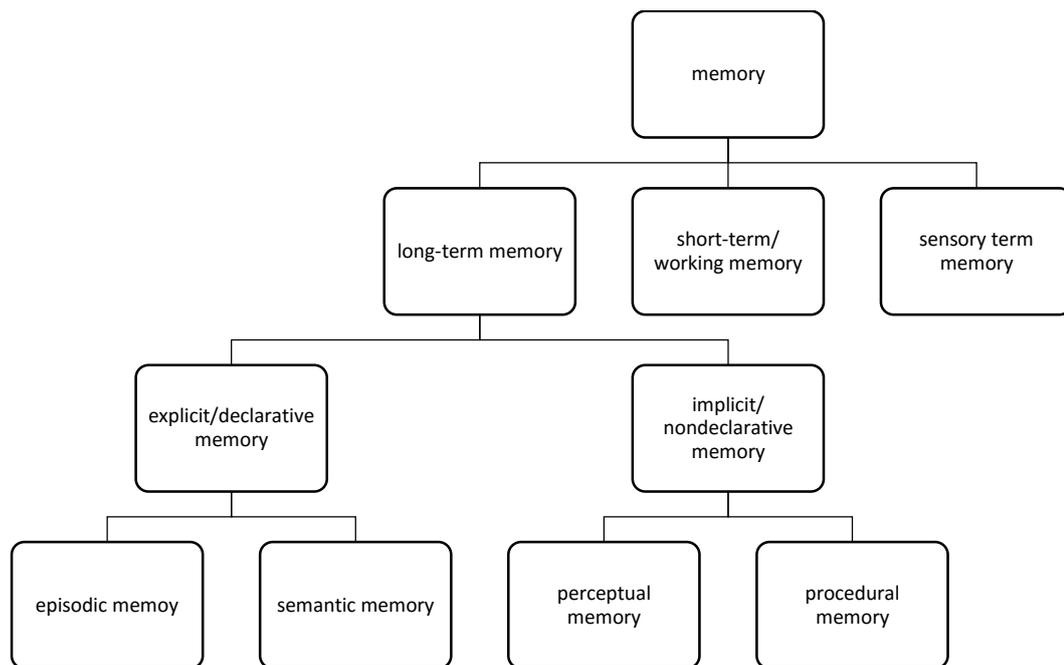 memory
long-term memory
short-term/
working memory
sensory term
memory
explicit/declarative
memory
implicit/
nondeclarative
memory
episodic memoy
semantic memory
perceptual
memory
procedural
memory